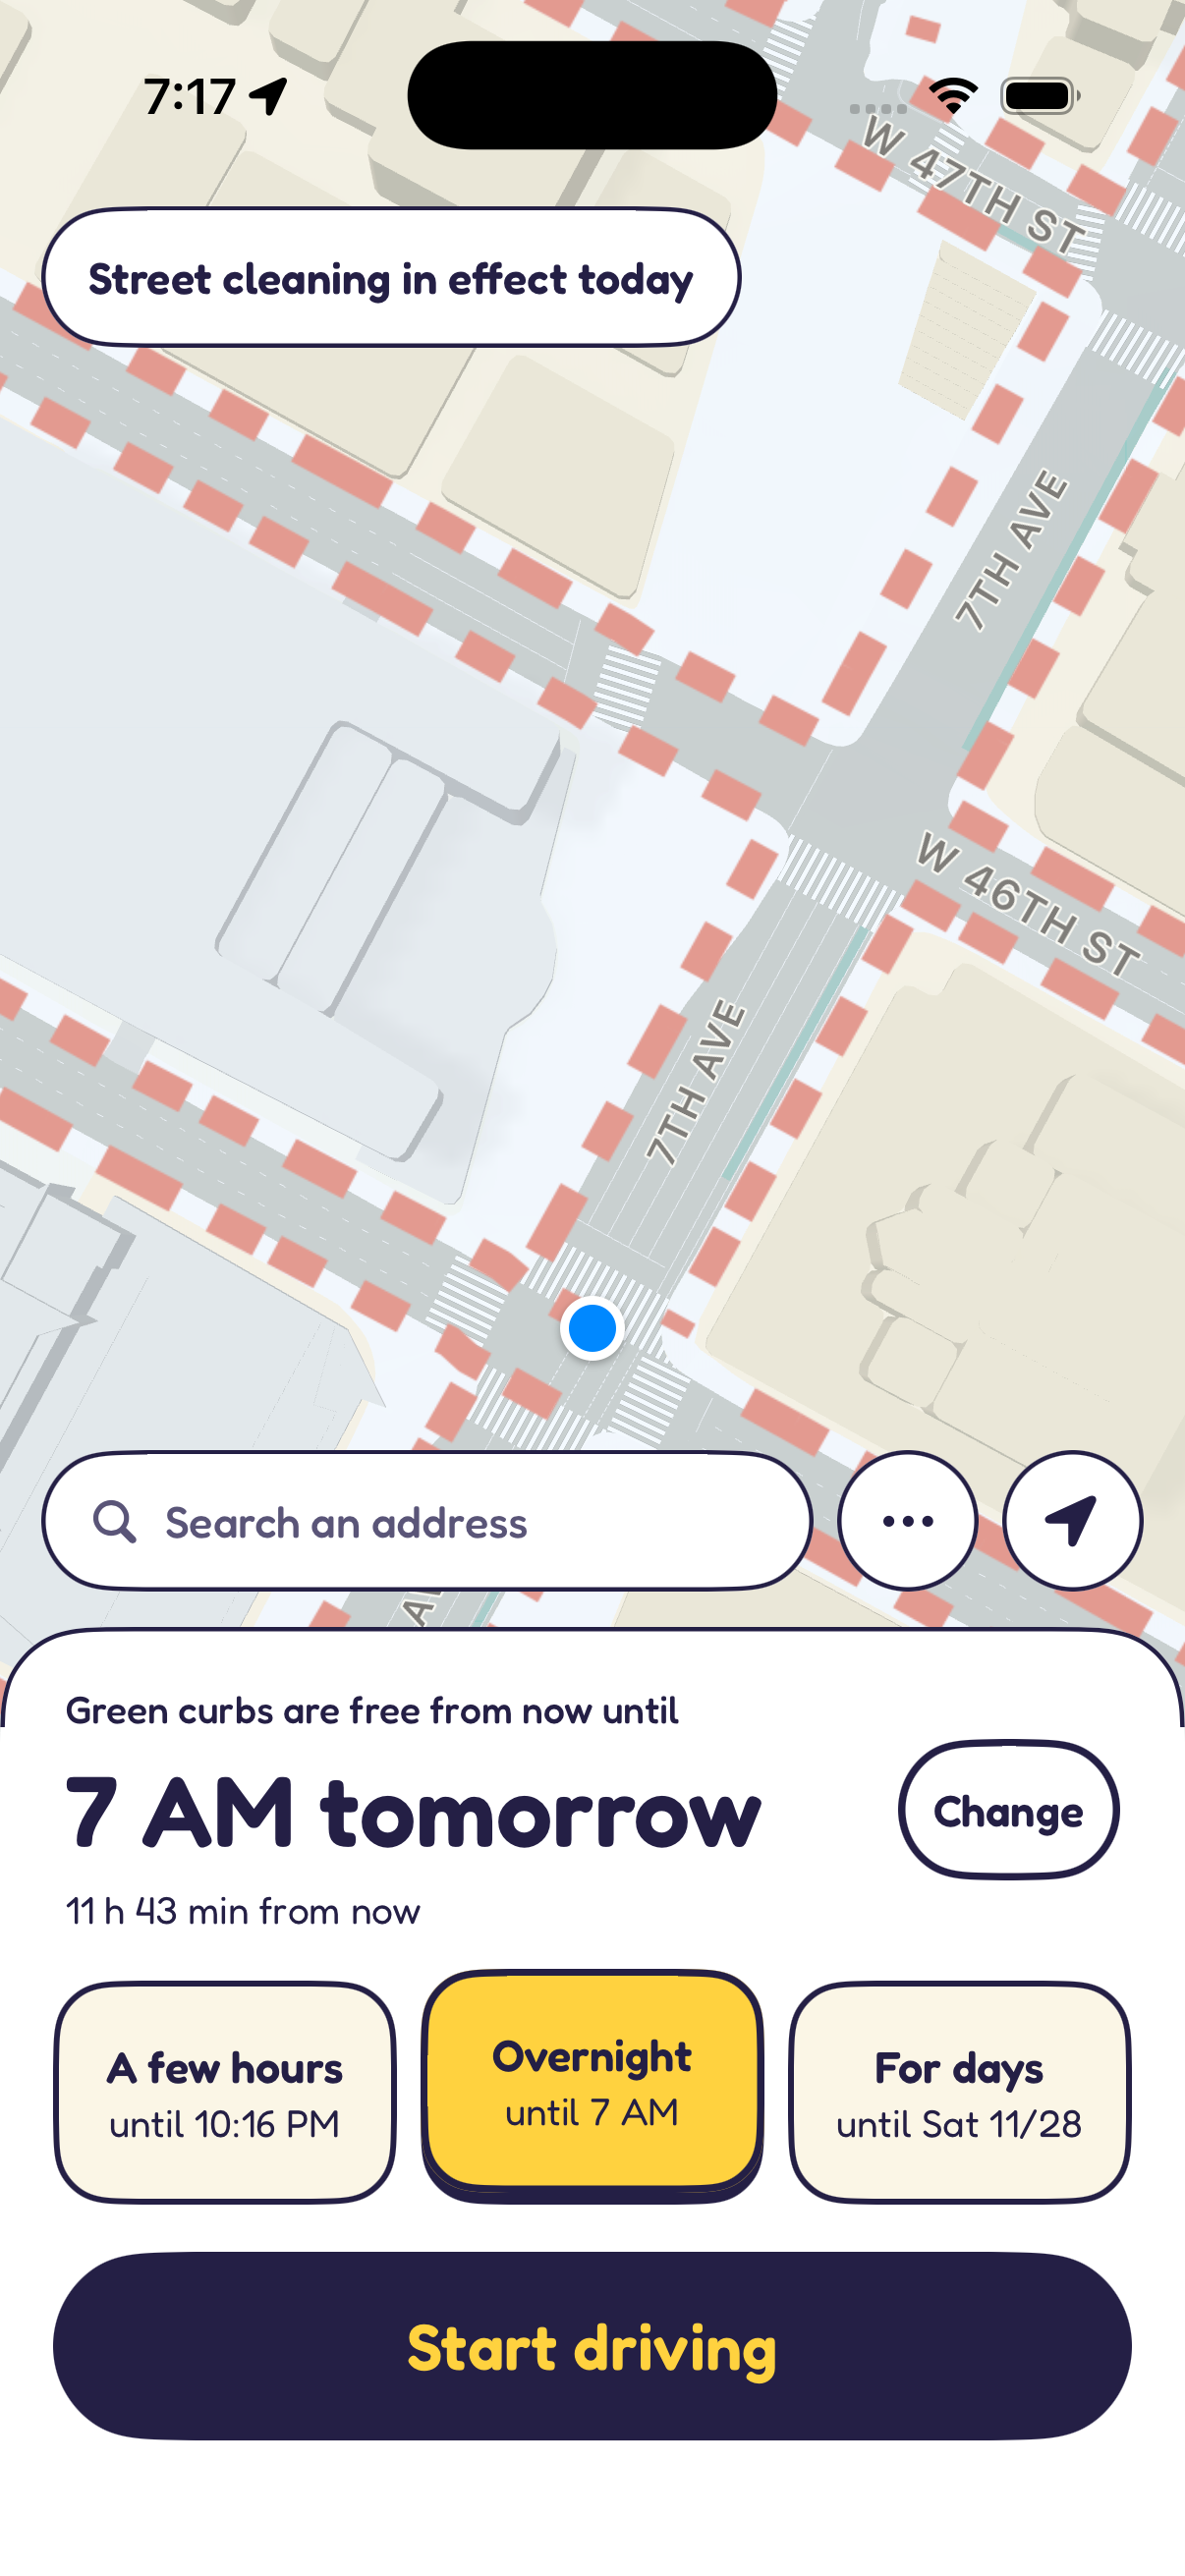 7:17
W 47TH ST
Street cleaning in effect today
7TH AVE
W 46TH ST
7TH AVE
Search an address
Green curbs are free from now until
7 AM tomorrow
Change
11 h 43 min from now
A few hours
until 10:16 PM
Overnight
until 7 AM
For days
until Sat 11/28
Start driving